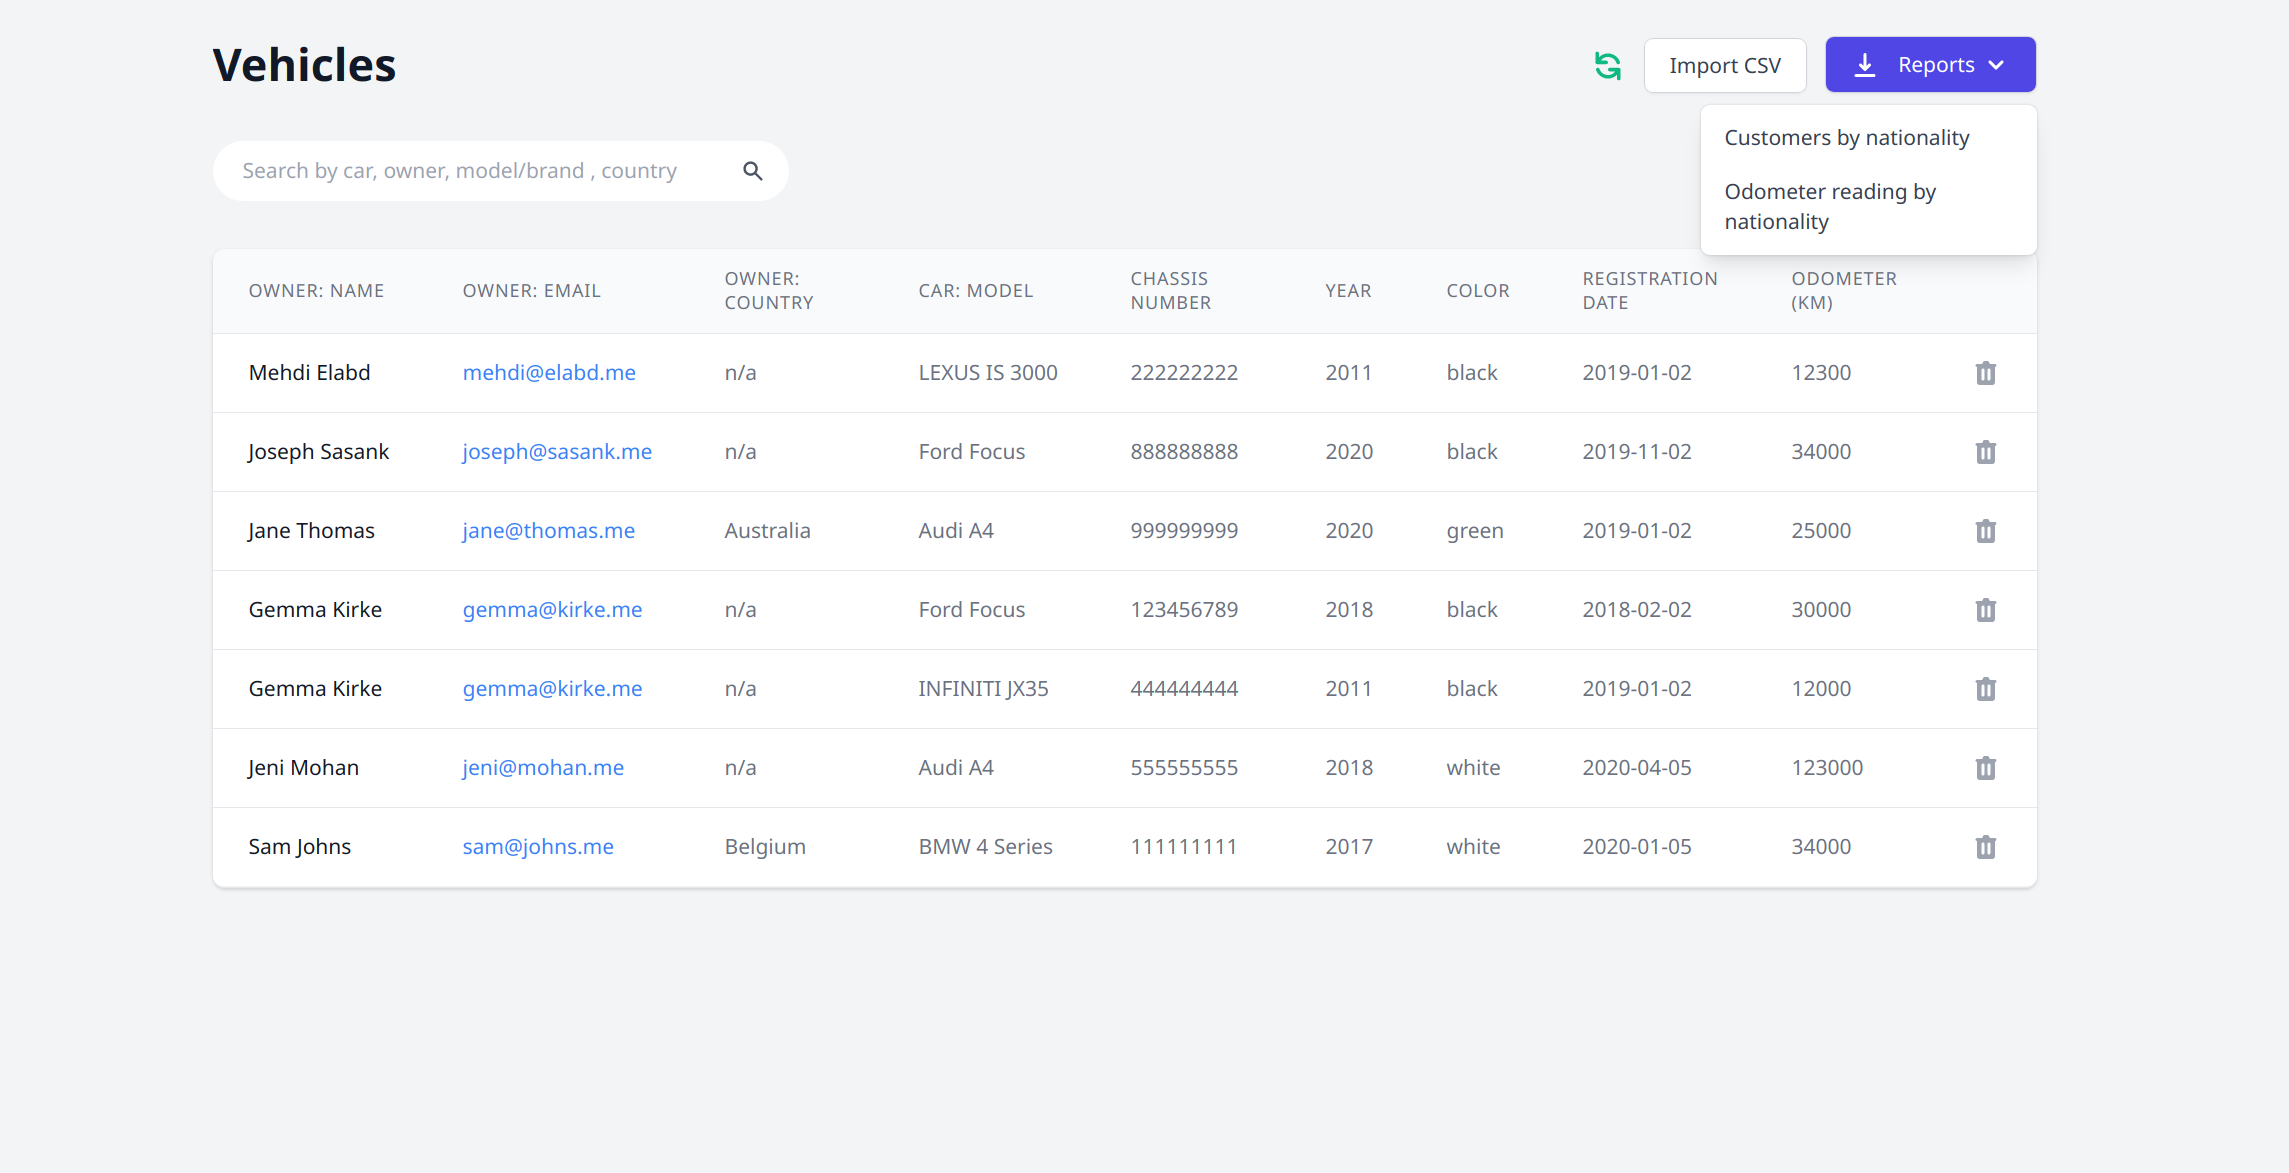 Vehicles
Import CSV
Reports
Customers by nationality
Odometer reading by
nationality
Search by car, owner, model/brand , country
OWNER: NAME OWNER: EMAIL OWNER: COUNTRY CAR: MODEL CHASSIS NUMBER YEAR COLOR REGISTRATION DATE ODOMETER (KM)
Mehdi Elabd mehdi@elabd.me n/a LEXUS IS 3000 222222222 2011 black 2019-01-02 12300
Joseph Sasank joseph@sasank.me n/a Ford Focus 888888888 2020 black 2019-11-02 34000
Jane Thomas jane@thomas.me Australia Audi A4 999999999 2020 green 2019-01-02 25000
Gemma Kirke gemma@kirke.me n/a Ford Focus 123456789 2018 black 2018-02-02 30000
Gemma Kirke gemma@kirke.me n/a INFINITI JX35 444444444 2011 black 2019-01-02 12000
Jeni Mohan jeni@mohan.me n/a Audi A4 555555555 2018 white 2020-04-05 123000
Sam Johns sam@johns.me Belgium BMW 4 Series 111111111 2017 white 2020-01-05 34000